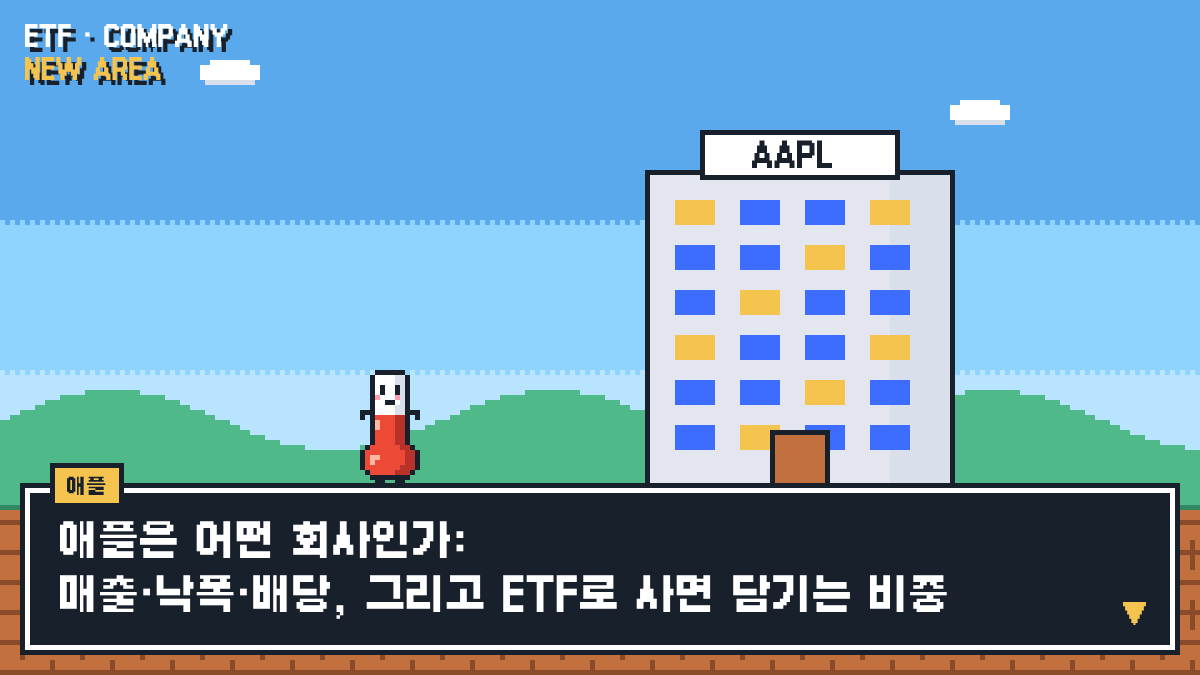 ETF · COMPANY
NEW AREA
AAPL
애플
애플은 어떤 회사인가:
매출·낙폭·배당, 그리고 ETF로 사면 담기는 비중